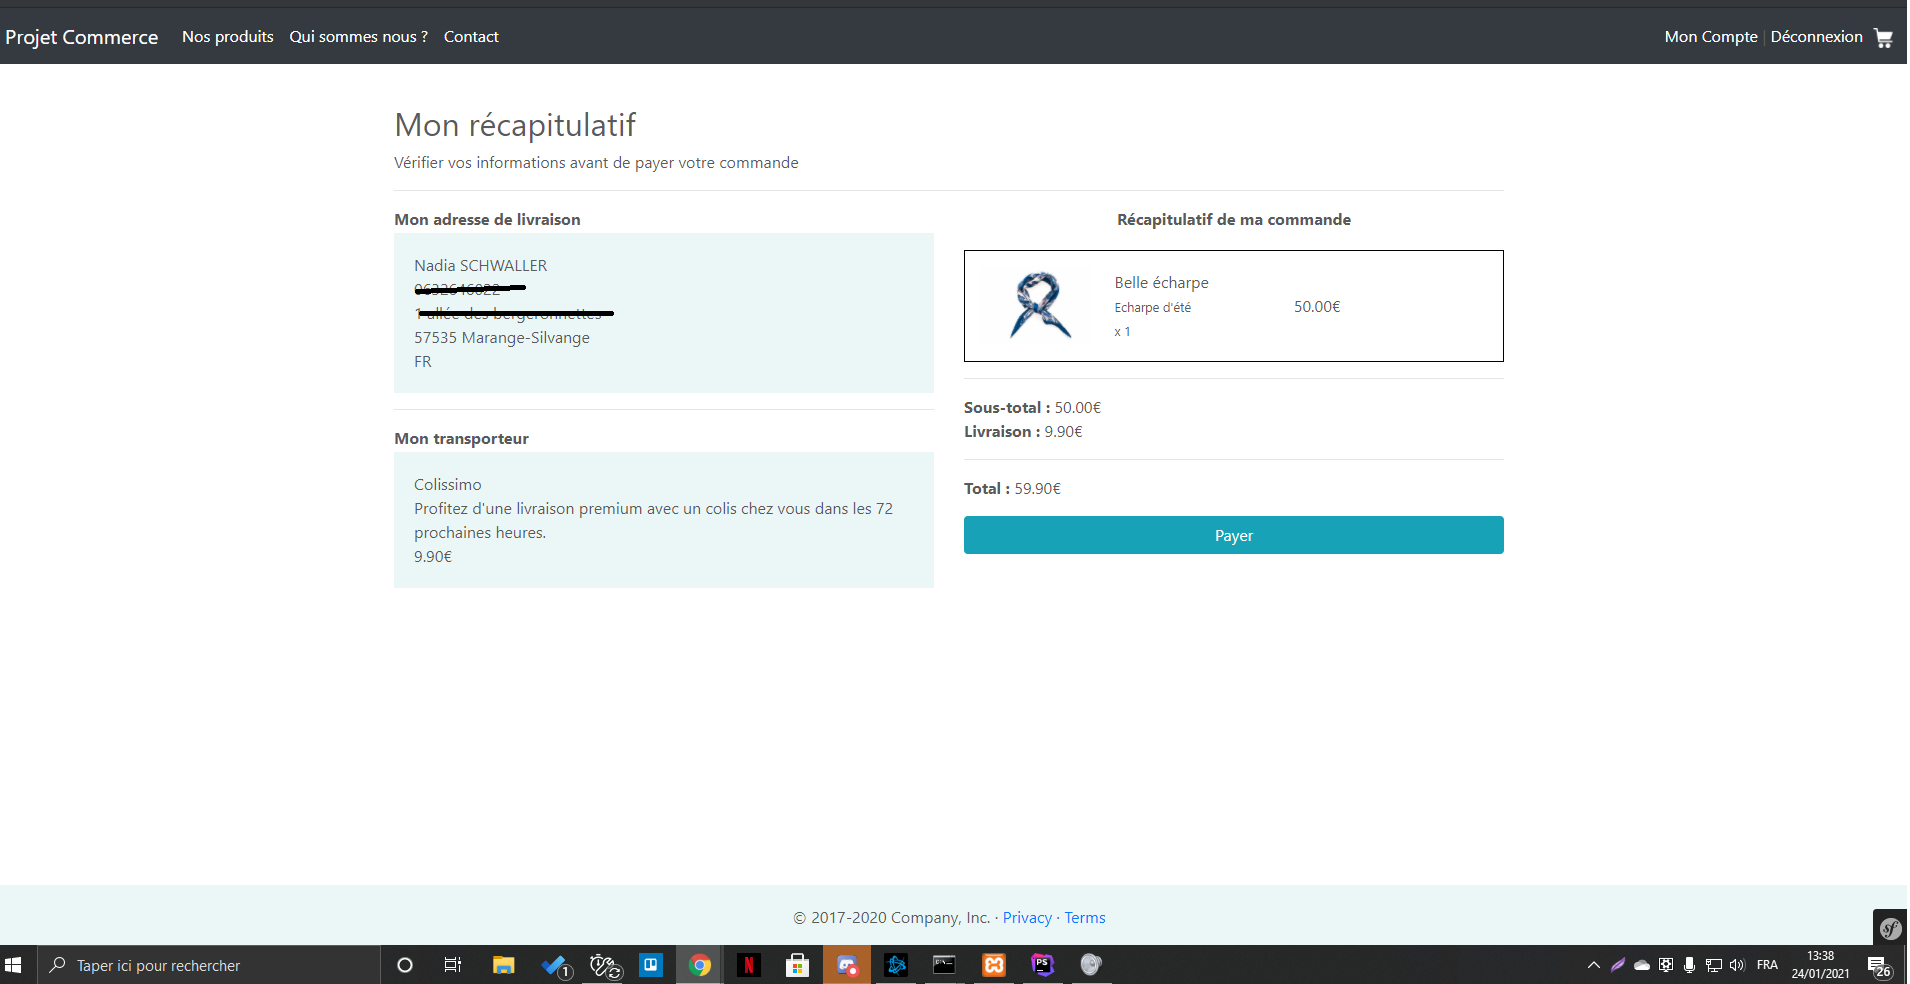 Projet Commerce Nos produits Qui sommes nous ? Contact Mon Compte | Déconnexion
Mon récapitulatif
Vérifier vos informations avant de payer votre commande
Mon adresse de livraison
Nadia SCHWALLER
57535 Marange-Silvange
FR
Mon transporteur
Colissimo
Profitez d'une livraison premium avec un colis chez vous dans les 72
prochaines heures.
9.90€
Récapitulatif de ma commande
Belle écharpe
Echarpe d'été
x 1
50.00€
Sous-total : 50.00€
Livraison : 9.90€
Total : 59.90€
Payer
© 2017-2020 Company, Inc. · Privacy · Terms
Taper ici pour rechercher
1
N
PS
FRA
13:38
24/01/2021
26
sf